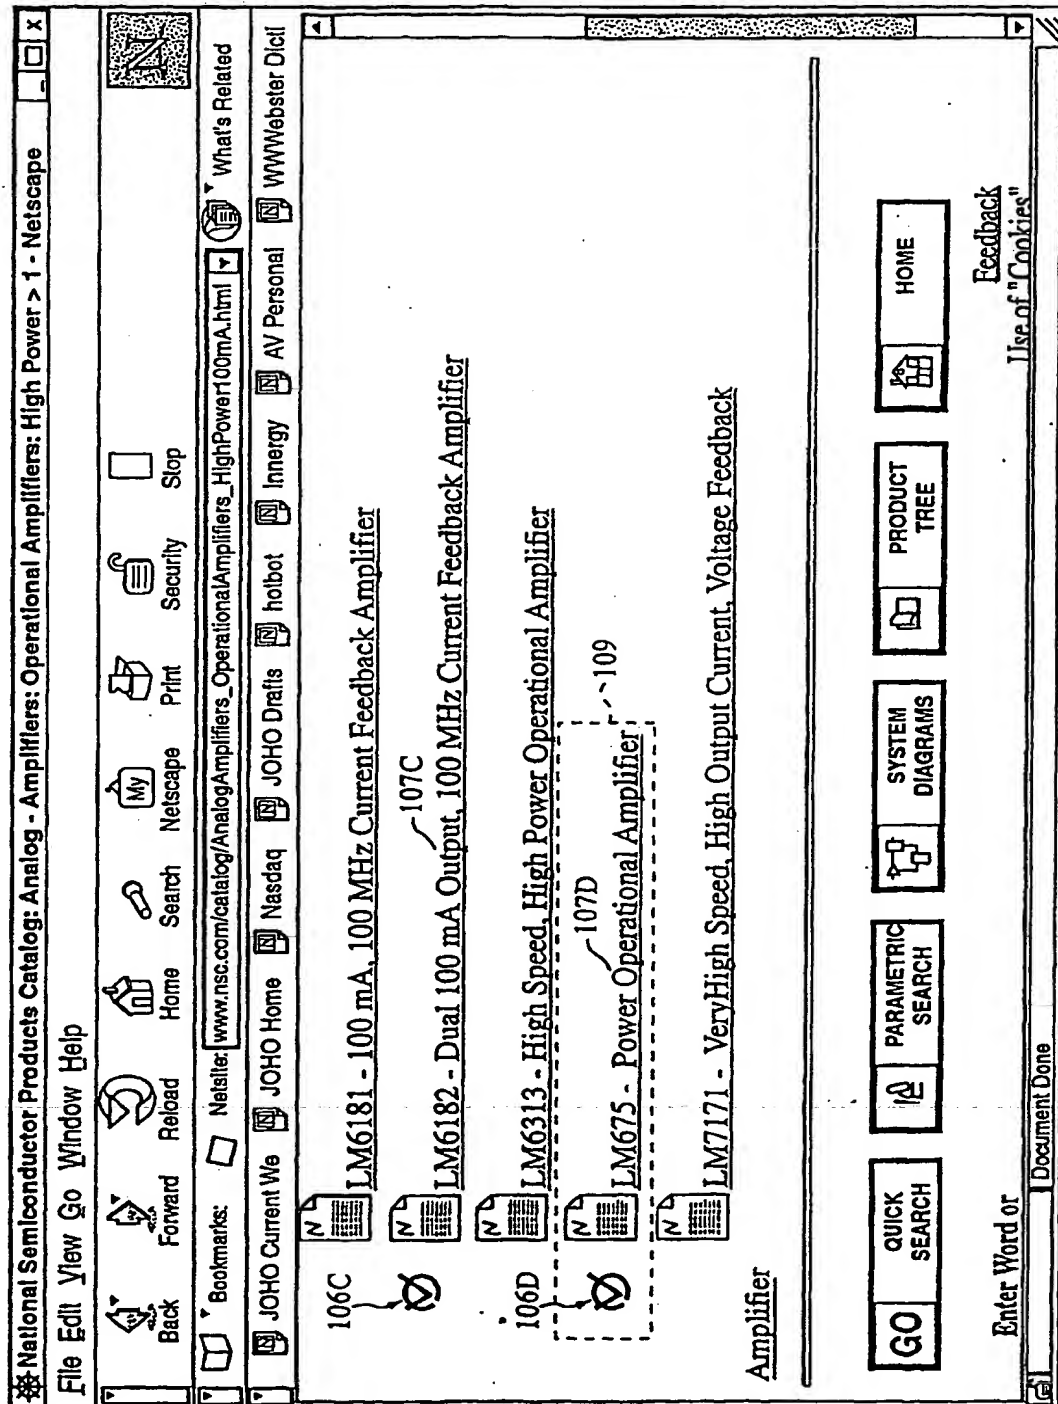 National Semiconductor Products Catalog: Analog - Amplifiers: Operational Amplifiers: High Power > 1 - Netscape
File Edit View Go Window Help
Back Forward Reload Home Search Netscape Print Security Stop
My
N
Bookmarks: Netsite: www.nsc.com/catalog/AnalogAmplifiers_OperationalAmplifiers_HighPower100mA.html What's Related
JOHO Current We JOHO Home Nasdaq JOHO Drafts hotbot Innergy AV Personal WWWebster Dicti
LM6181 - 100 mA, 100 MHz Current Feedback Amplifier
106C
107C
LM6182 - Dual 100 mA Output, 100 MHz Current Feedback Amplifier
LM6313 - High Speed, High Power Operational Amplifier
106D
107D
109
LM675 - Power Operational Amplifier
LM7171 - VeryHigh Speed, High Output Current, Voltage Feedback
Amplifier
GO QUICK SEARCH
PARAMETRIC SEARCH
SYSTEM DIAGRAMS
PRODUCT TREE
HOME
Feedback
Enter Word or Use of "Cookies"
Document Done